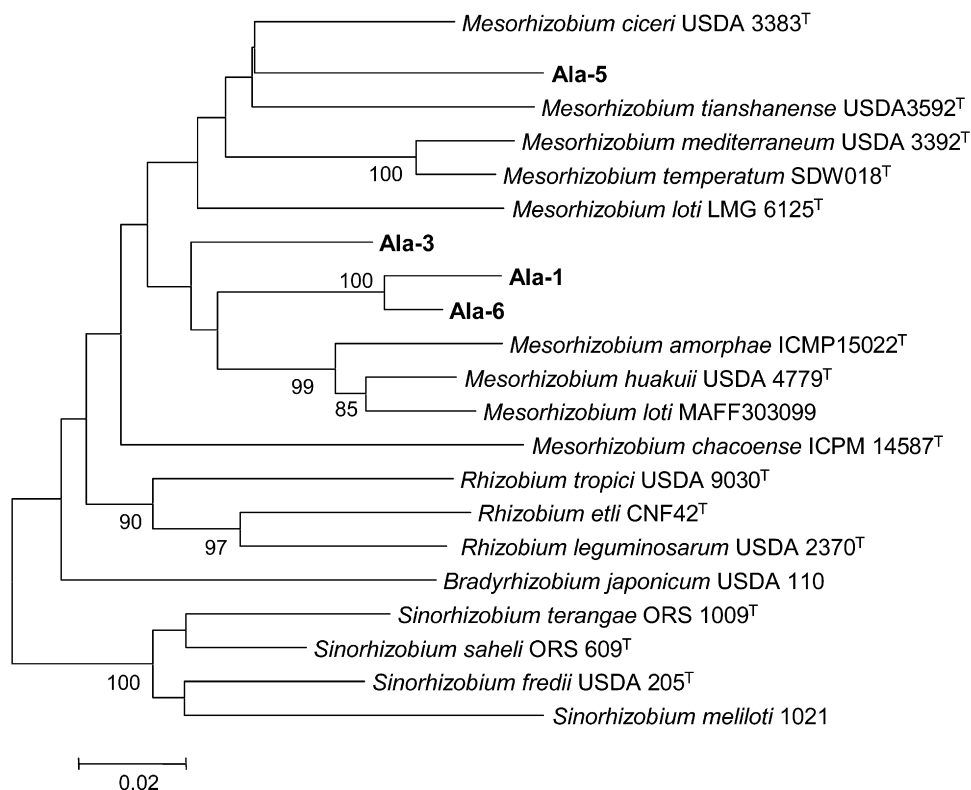 Mesorhizobium ciceri USDA 3383T
Ala-5
Mesorhizobium tianshanense USDA3592T
Mesorhizobium mediterraneum USDA 3392T
100
Mesorhizobium temperatum SDW018T
Mesorhizobium loti LMG 6125T
Ala-3
100
Ala-1
Ala-6
Mesorhizobium amorphae ICMP15022T
99
Mesorhizobium huakuii USDA 4779T
85
Mesorhizobium loti MAFF303099
Mesorhizobium chacoense ICPM 14587T
Rhizobium tropici USDA 9030T
90
Rhizobium etli CNF42T
97
Rhizobium leguminosarum USDA 2370T
Bradyrhizobium japonicum USDA 110
Sinorhizobium terangae ORS 1009T
Sinorhizobium saheli ORS 609T
100
Sinorhizobium fredii USDA 205T
Sinorhizobium meliloti 1021
0.02